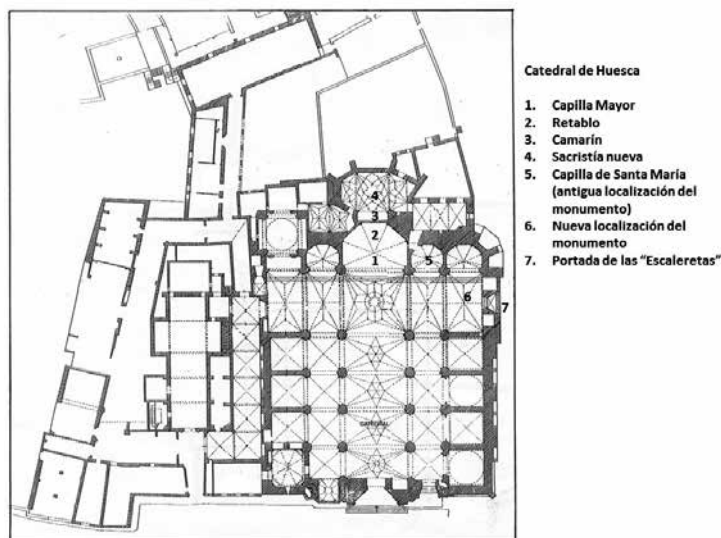 Catedral de Huesca
1. Capilla Mayor
2. Retablo
3. Camarín
4. Sacristía nueva
5. Capilla de Santa María
(antigua localización del
monumento)
6. Nueva localización del
monumento
7. Portada de las “Escaleretas”
4
3
2
1
5
6
7
CATEDRAL